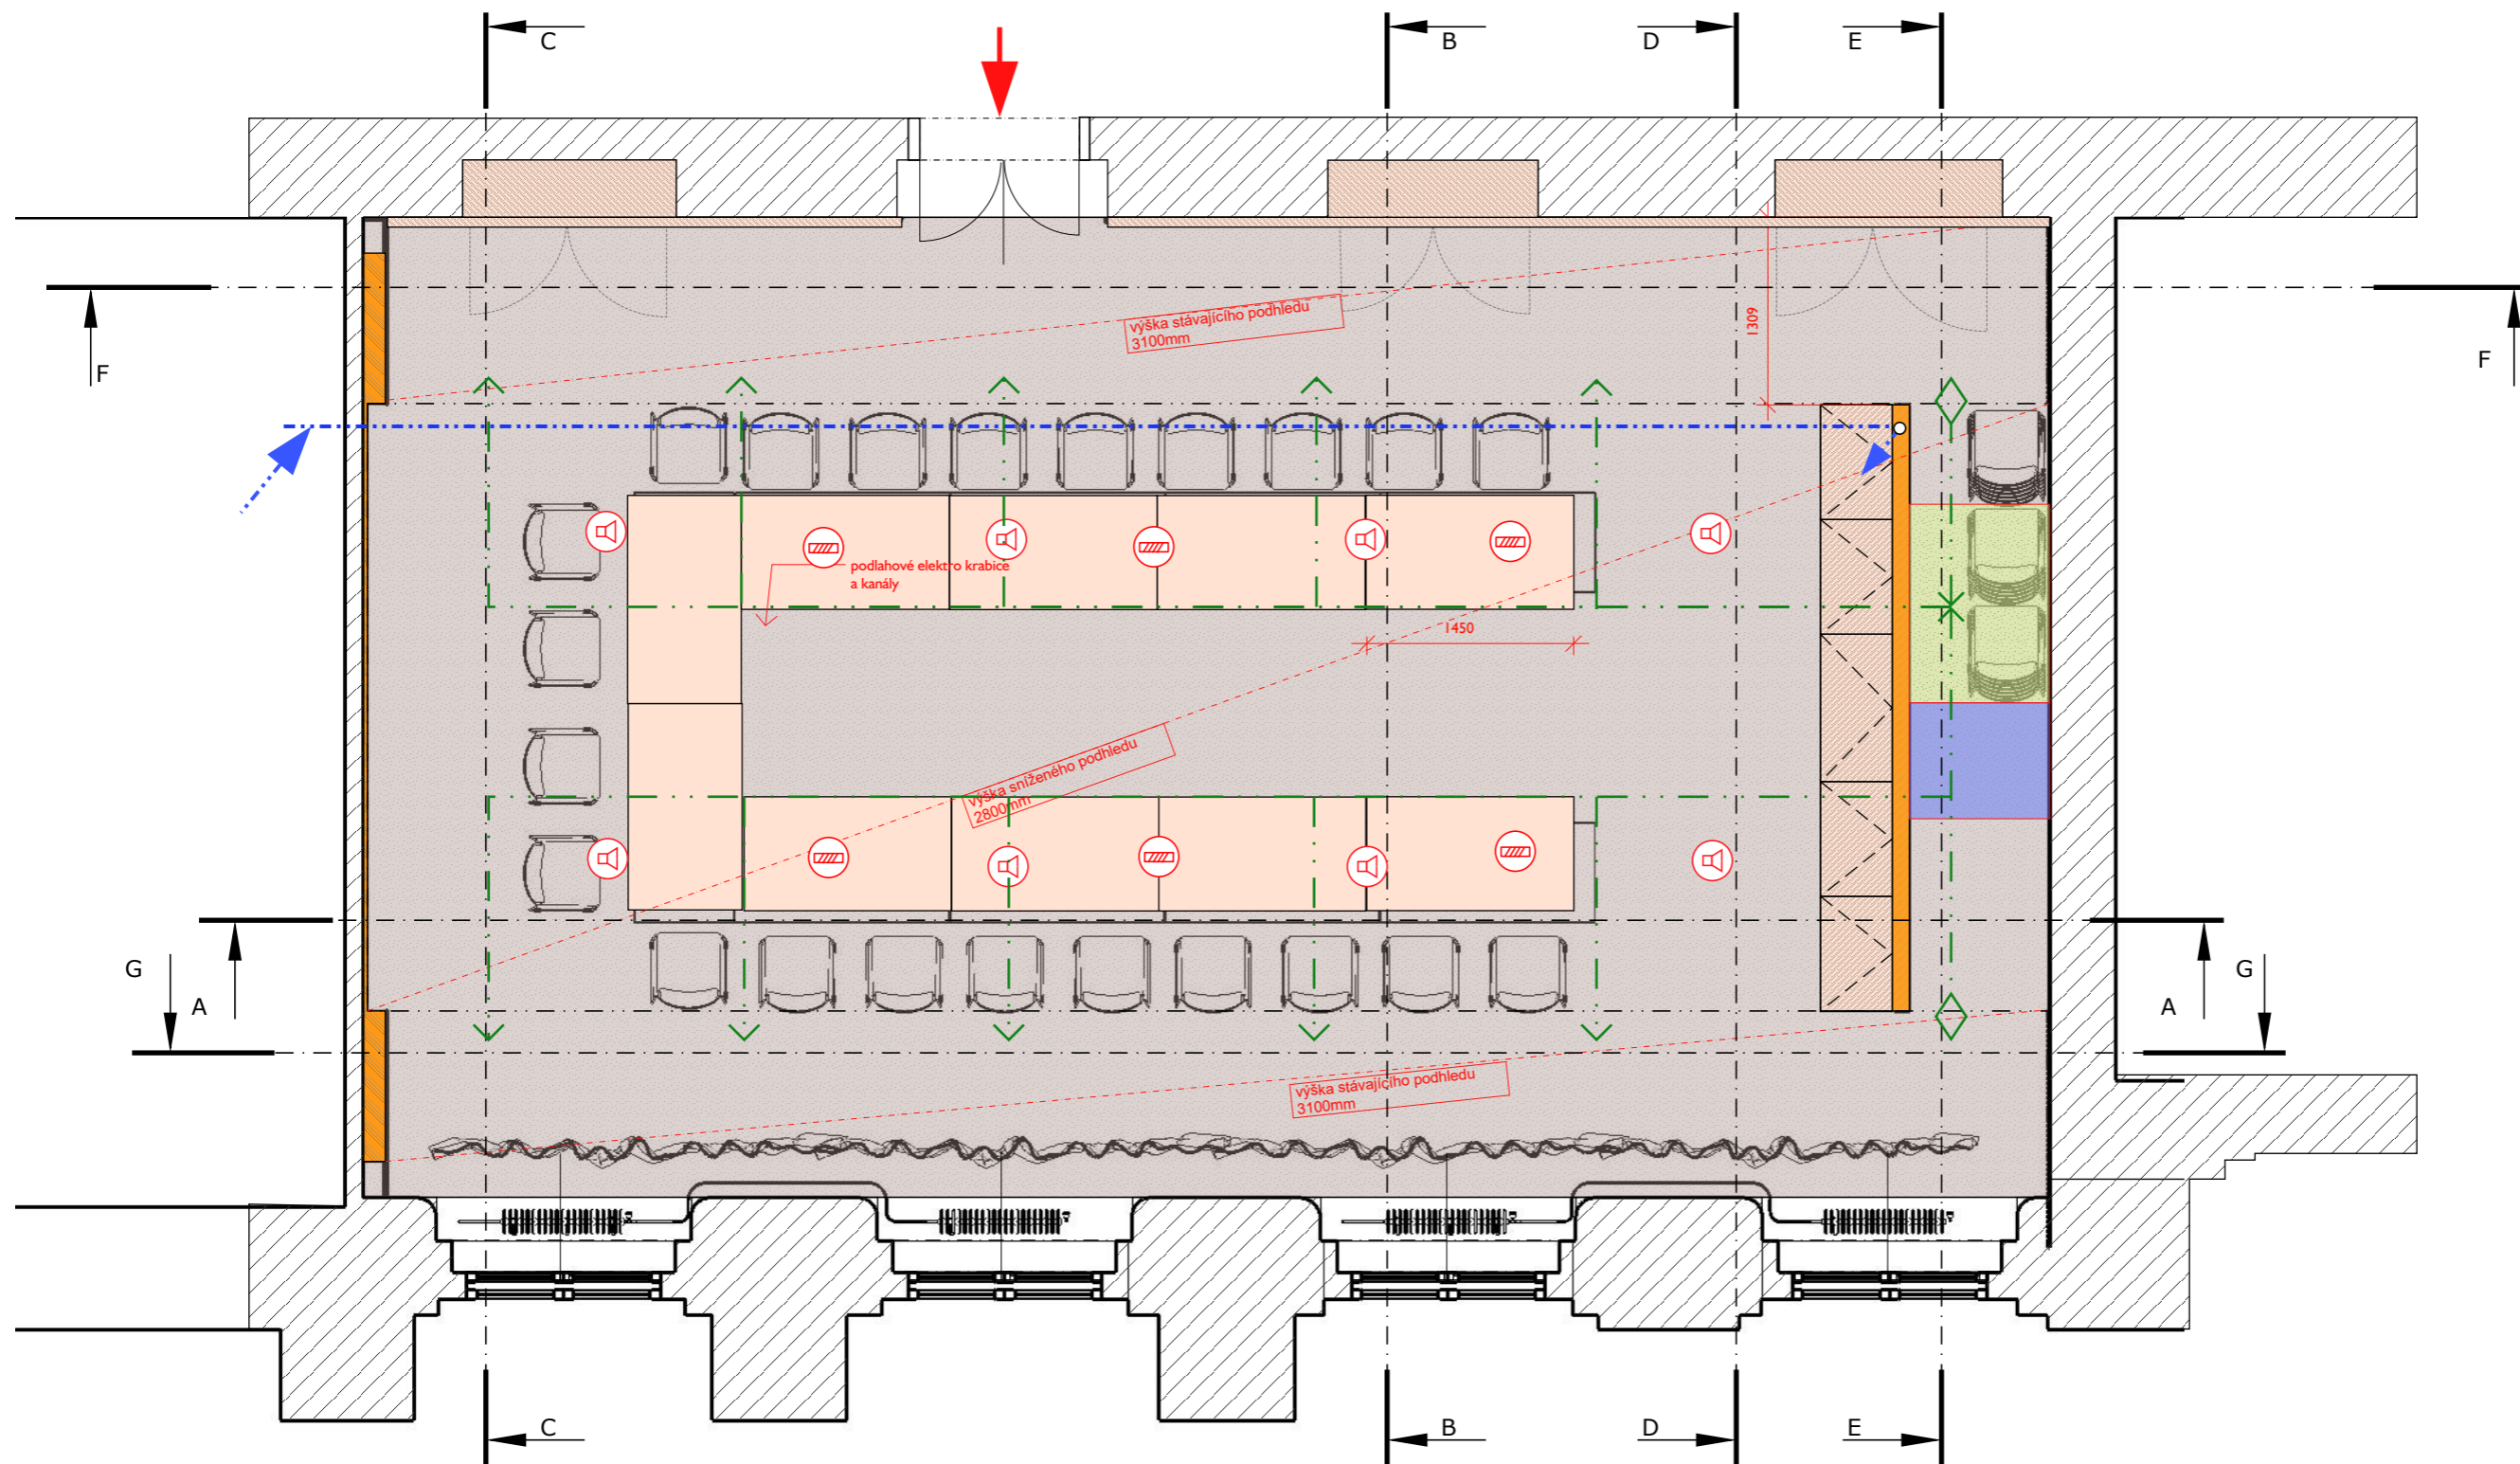 C
B
D
E
výška stávajícího podhledu
3100mm
1309
F
F
podlahové elektro krabice
a kanály
1450
výška sníženého podhledu
2800mm
G
A
G
A
výška stávajícího podhledu
3100mm
C
B
D
E